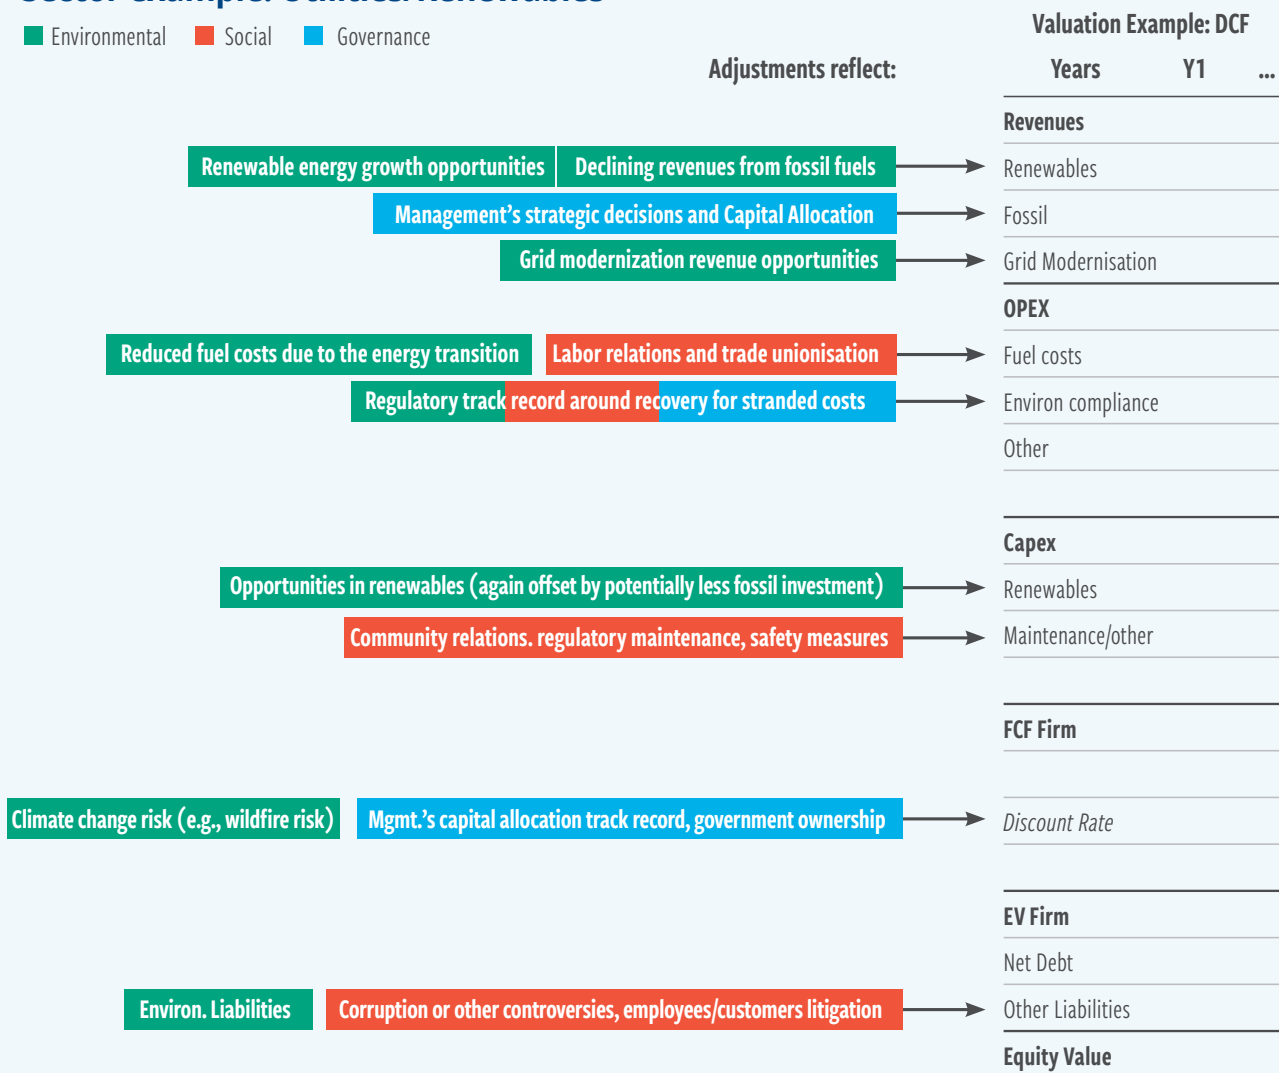 Sector example: Utilities/Renewables
Environmental Social Governance
Valuation Example: DCF
Adjustments reflect: Years Y1 ...
Revenues
Renewable energy growth opportunities Declining revenues from fossil fuels Renewables
Management's strategic decisions and Capital Allocation Fossil
Grid modernization revenue opportunities Grid Modernisation
OPEX
Reduced fuel costs due to the energy transition Labor relations and trade unionisation Fuel costs
Regulatory track record around recovery for stranded costs Environ compliance
Other
Capex
Opportunities in renewables (again offset by potentially less fossil investment) Renewables
Community relations. regulatory maintenance, safety measures Maintenance/other
FCF Firm
Climate change risk (e.g., wildfire risk) Mgmt.'s capital allocation track record, government ownership Discount Rate
EV Firm
Net Debt
Environ. Liabilities Corruption or other controversies, employees/customers litigation Other Liabilities
Equity Value